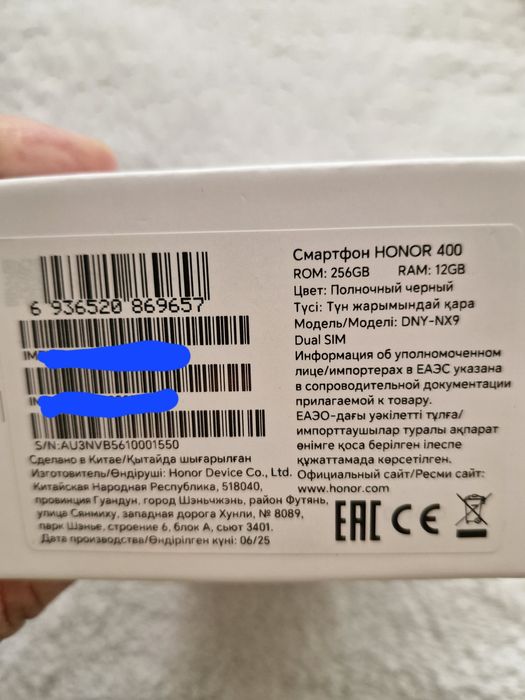 6 936520 869657
IM
S/N:AU3NVB5610001550
Сделано в Китае/Қытайда шығарылған
Изготовитель/Өндіруші: Honor Device Co., Ltd.
Китайская Народная Республика, 518040,
провинция Гуандун, город Шэньчжэнь, район Футянь,
улица Сянмиху, западная дорога Хунли, № 8089,
парк Шэнье, строение 6, блок А, сьют 3401.
Дата производства/Өндірілген күні: 06/25
Смартфон HONOR 400
ROM: 256GB RAM: 12GB
Цвет: Полночный черный
Түсі: Түн жарымындай қара
Модель/Моделі: DNY-NX9
Dual SIM
Информация об уполномоченном
лице/импортерах в ЕАЭС указана
в сопроводительной документации
прилагаемой к товару.
ЕАЭО-дағы уәкілетті тұлға/
импорттаушылар туралы ақпарат
өнімге қоса берілген ілеспе
құжаттамада көрсетілген.
Официальный сайт/Ресми сайт:
www.honor.com
EAC CE